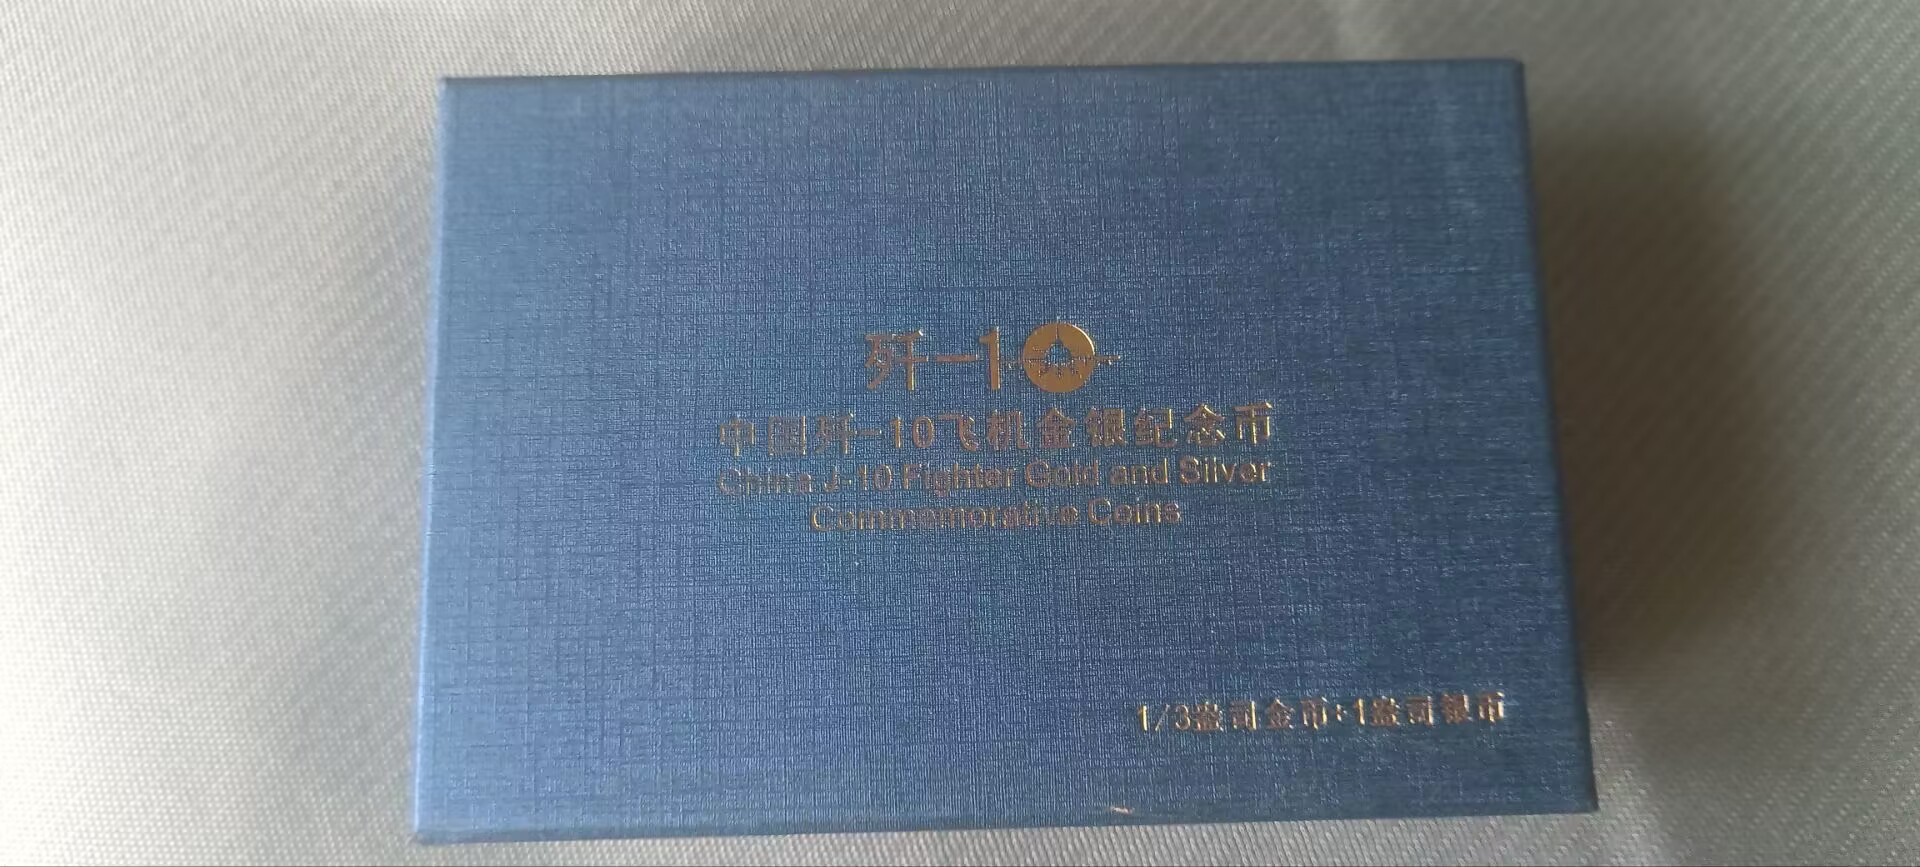 歼-10
中国歼-10飞机金银纪念币
China J-10 Fighter Gold and Silver
Commemorative Coins
1/3盎司金币+1盎司银币